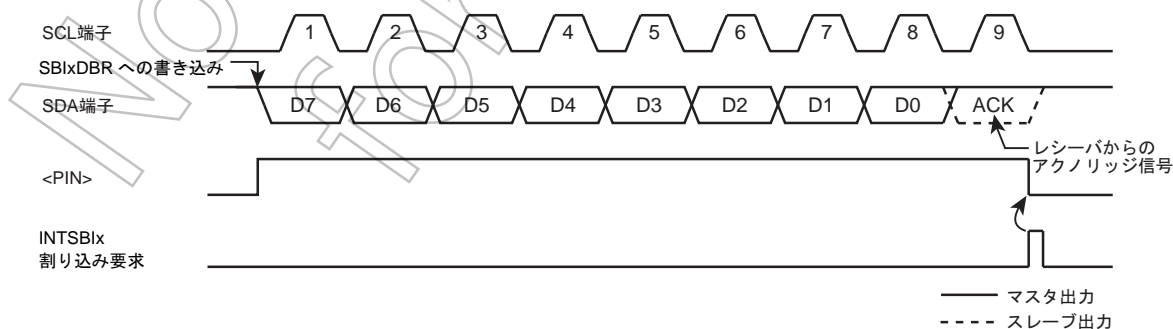 SCL端子
1 2 3 4 5 6 7 8 9
SBIxDBR への書き込み
SDA端子
D7 D6 D5 D4 D3 D2 D1 D0 ACK
レシーバからの
アクノリッジ信号
<PIN>
INTSBIx
割り込み要求
マスタ出力
スレーブ出力